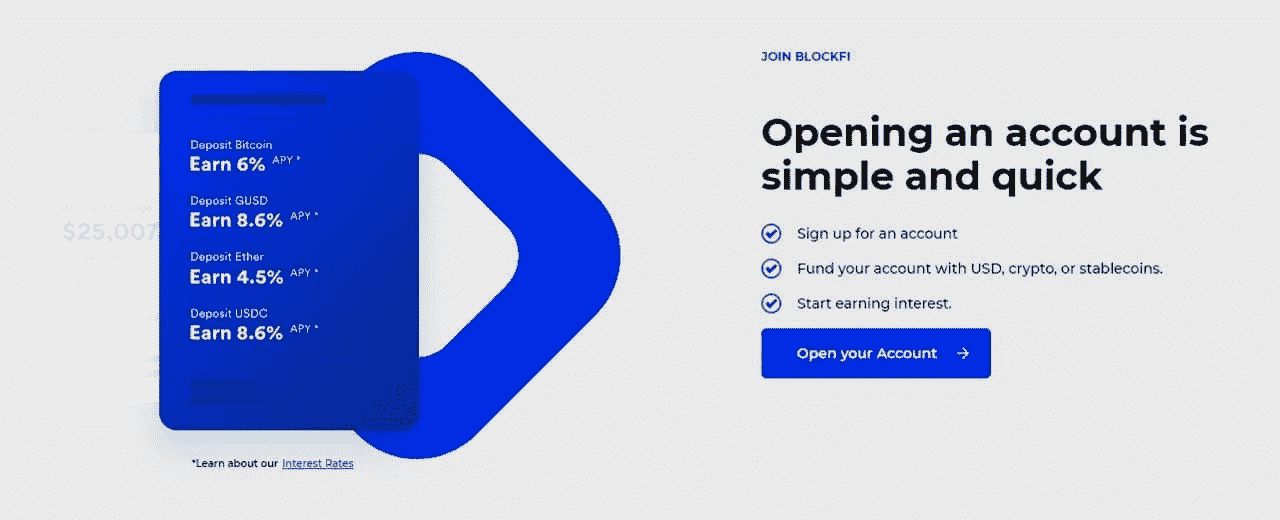 $25,007
Deposit Bitcoin
Earn 6% APY *
Deposit GUSD
Earn 8.6% APY *
Deposit Ether
Earn 4.5% APY *
Deposit USDC
Earn 8.6% APY *
*Learn about our Interest Rates
JOIN BLOCKFI
Opening an account is
simple and quick
Sign up for an account
Fund your account with USD, crypto, or stablecoins.
Start earning interest.
Open your Account →